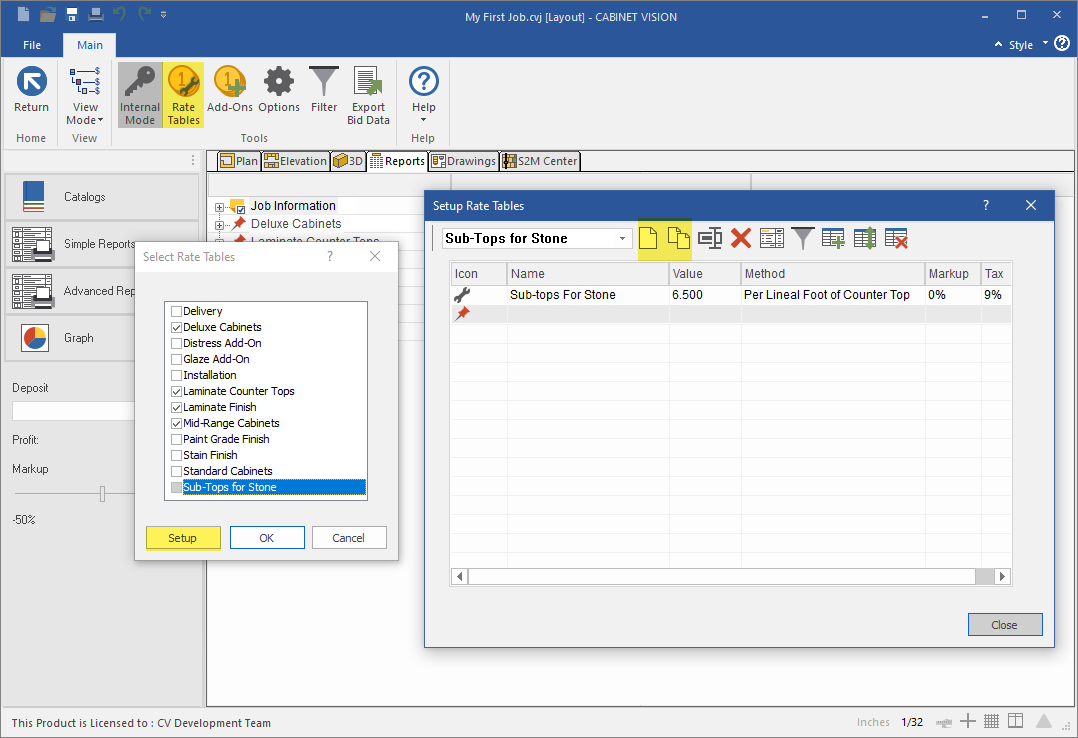 My First Job.cvj [Layout] - CABINET VISION
File
Main
Style
Return
View
Mode
Internal
Mode
Rate
Tables
Add-Ons
Options
Filter
Export
Bid Data
Help
Home
View
Tools
Help
Plan
Elevation
3D
Reports
Drawings
S2M Center
Catalogs
Simple Reports
Advanced Rep
Graph
Deposit
Profit:
Markup
-50%
Job Information
Deluxe Cabinets
Laminate Counter Tops
Select Rate Tables
?
Delivery
Deluxe Cabinets
Distress Add-On
Glaze Add-On
Installation
Laminate Counter Tops
Laminate Finish
Mid-Range Cabinets
Paint Grade Finish
Stain Finish
Standard Cabinets
Sub-Tops for Stone
Setup
OK
Cancel
Setup Rate Tables
?
Sub-Tops for Stone
Icon Name Value Method Markup Tax
Sub-tops For Stone 6.500 Per Lineal Foot of Counter Top 0% 9%
Close
This Product is Licensed to : CV Development Team
Inches 1/32